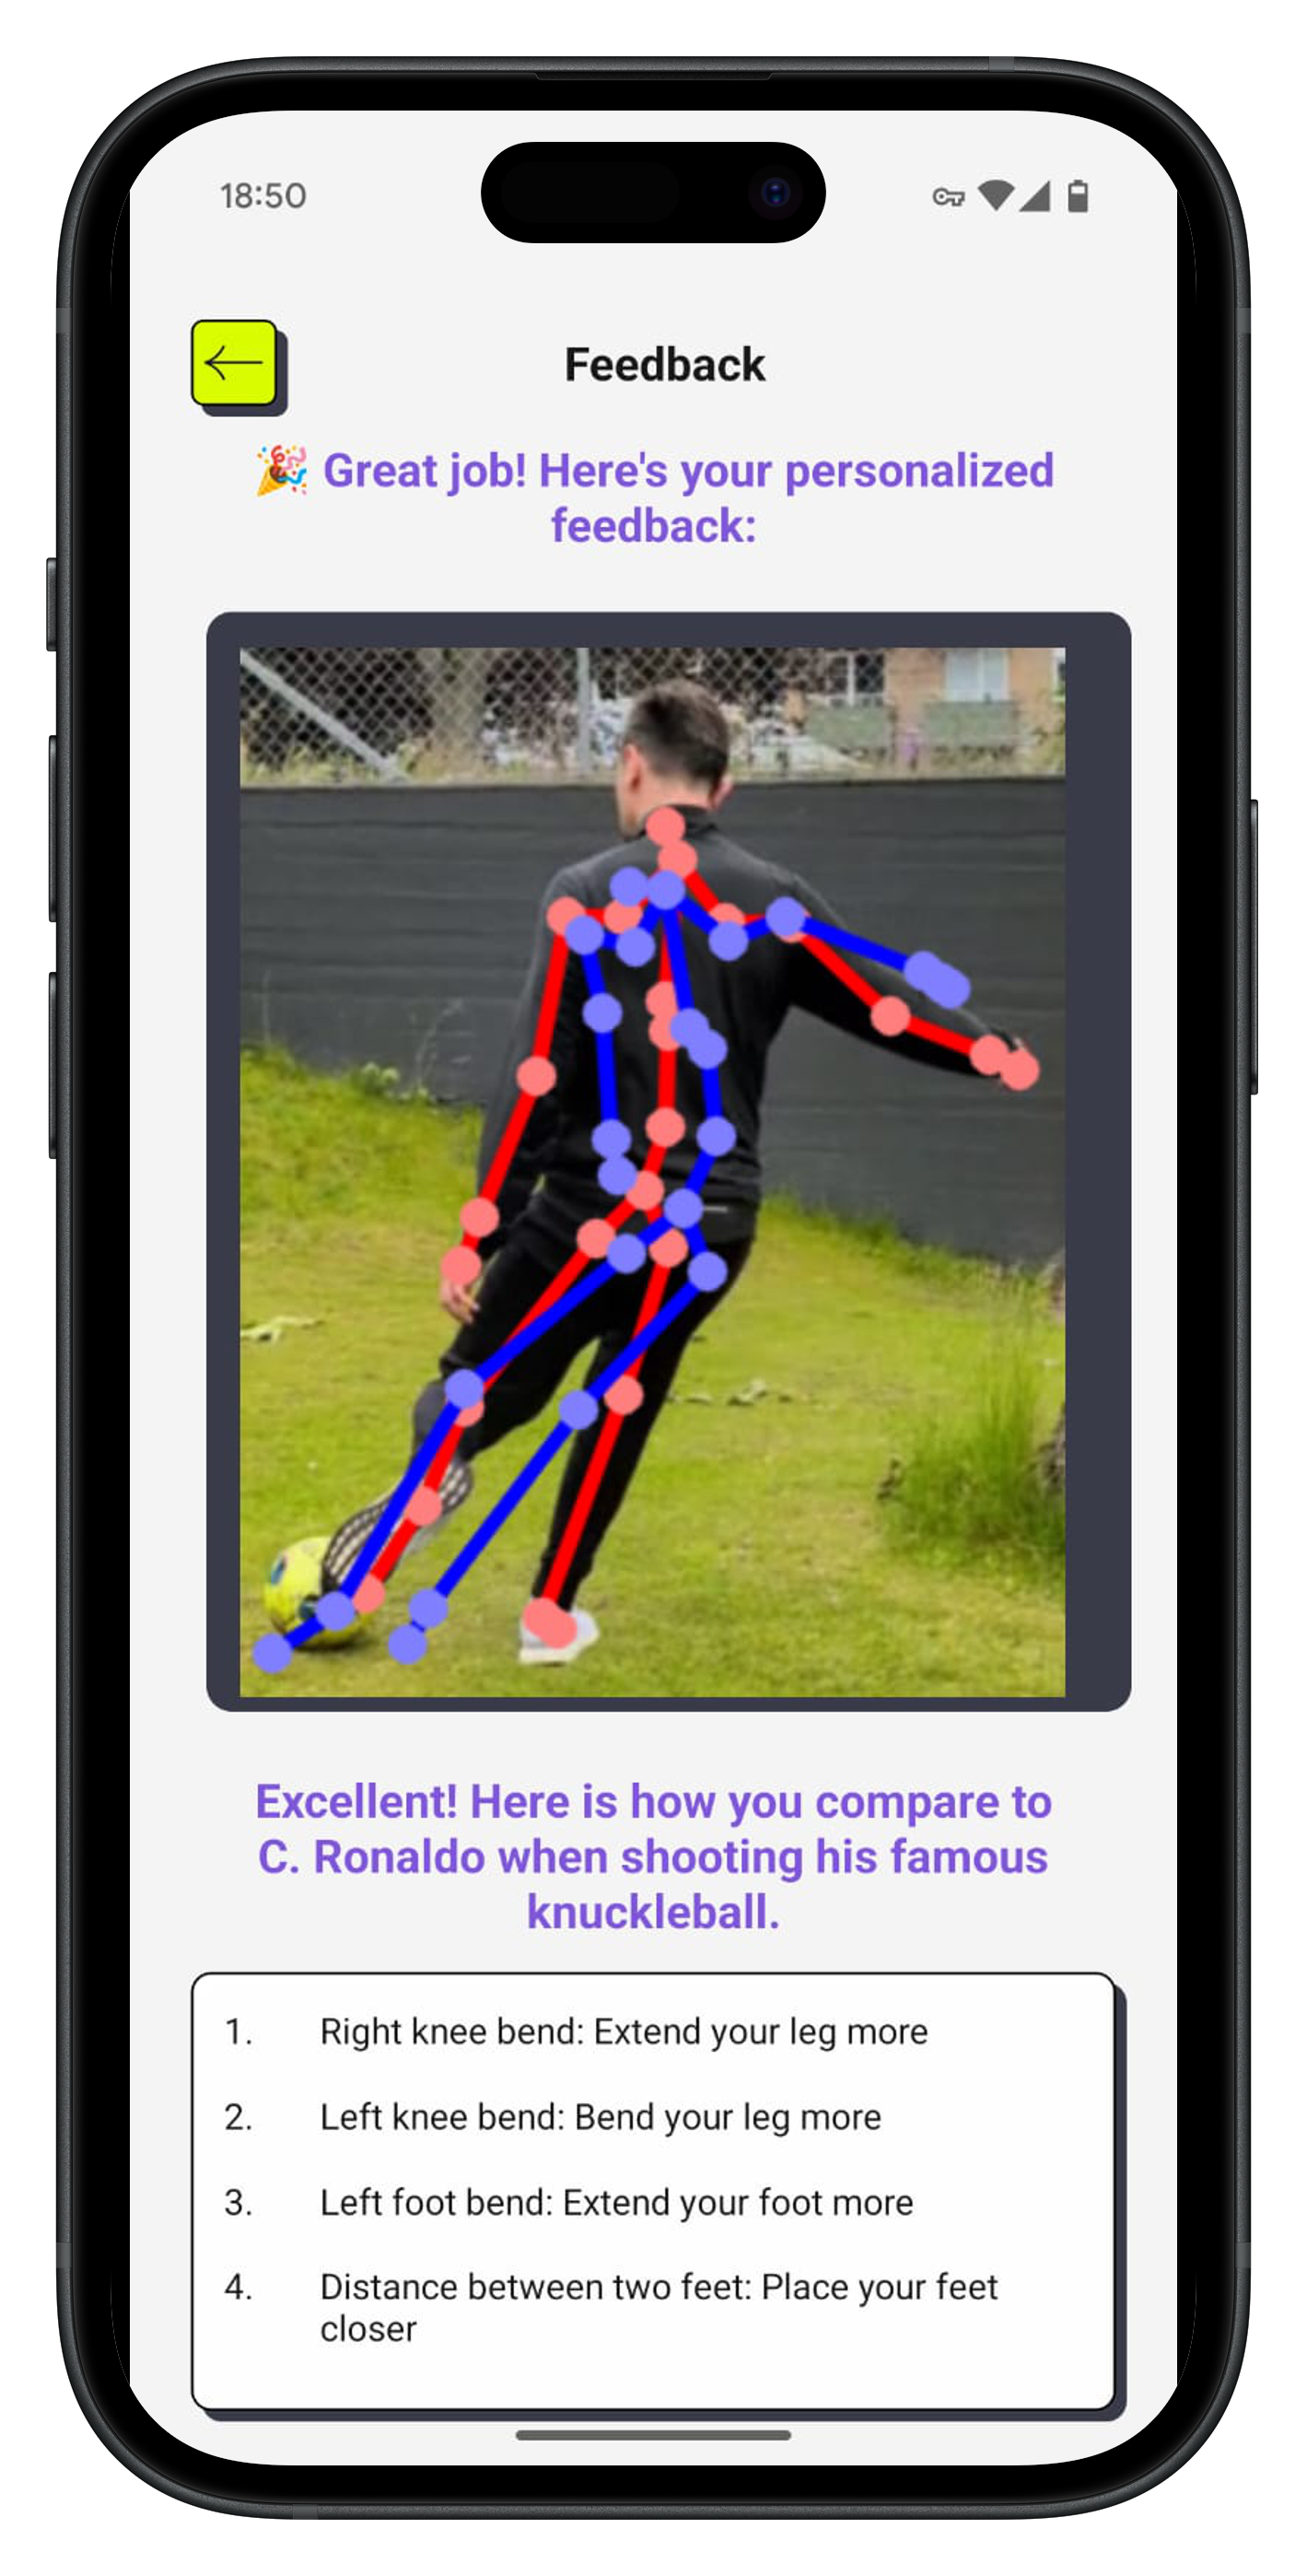 18:50
Feedback
🎉 Great job! Here's your personalized
feedback:
Excellent! Here is how you compare to
C. Ronaldo when shooting his famous
knuckleball.
1. Right knee bend: Extend your leg more
2. Left knee bend: Bend your leg more
3. Left foot bend: Extend your foot more
4. Distance between two feet: Place your feet
closer